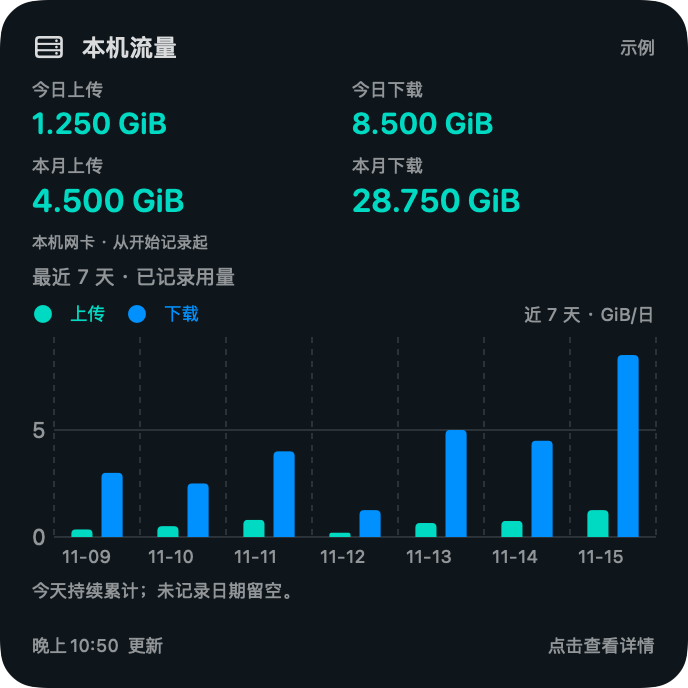 本机流量 示例
今日上传 今日下载
1.250 GiB 8.500 GiB
本月上传 本月下载
4.500 GiB 28.750 GiB
本机网卡 · 从开始记录起
最近 7 天 · 已记录用量
上传 下载 近 7 天 · GiB/日
5
0
11-09 11-10 11-11 11-12 11-13 11-14 11-15
今天持续累计；未记录日期留空。
晚上10:50 更新 点击查看详情